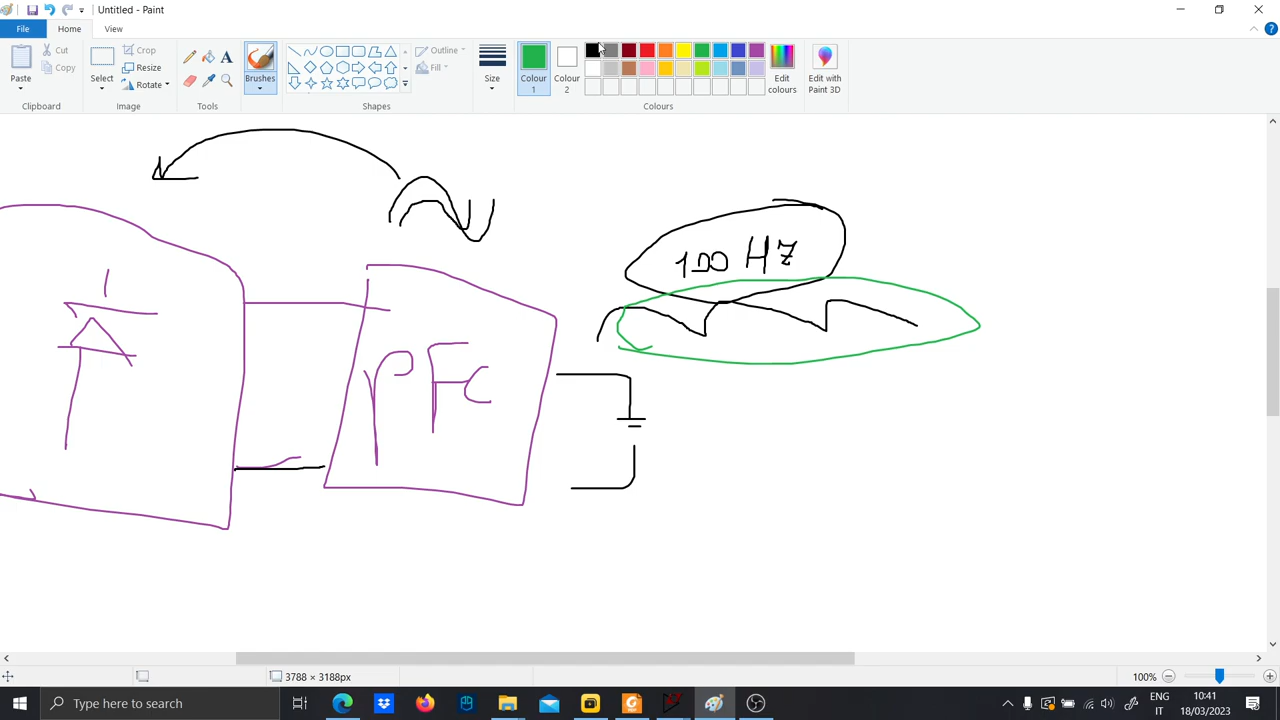 Untitled - Paint
File
Home
View
Paste
Cut
Copy
Clipboard
Select
Crop
Resize
Rotate
Image
A
Tools
Brushes
Shapes
Outline
Fill
Size
Colour 1
Colour 2
Colours
Edit colours
Edit with Paint 3D
100 HZ
PFC
3788 × 3188px
100%
Type here to search
ENG
IT
10:41
18/03/2023